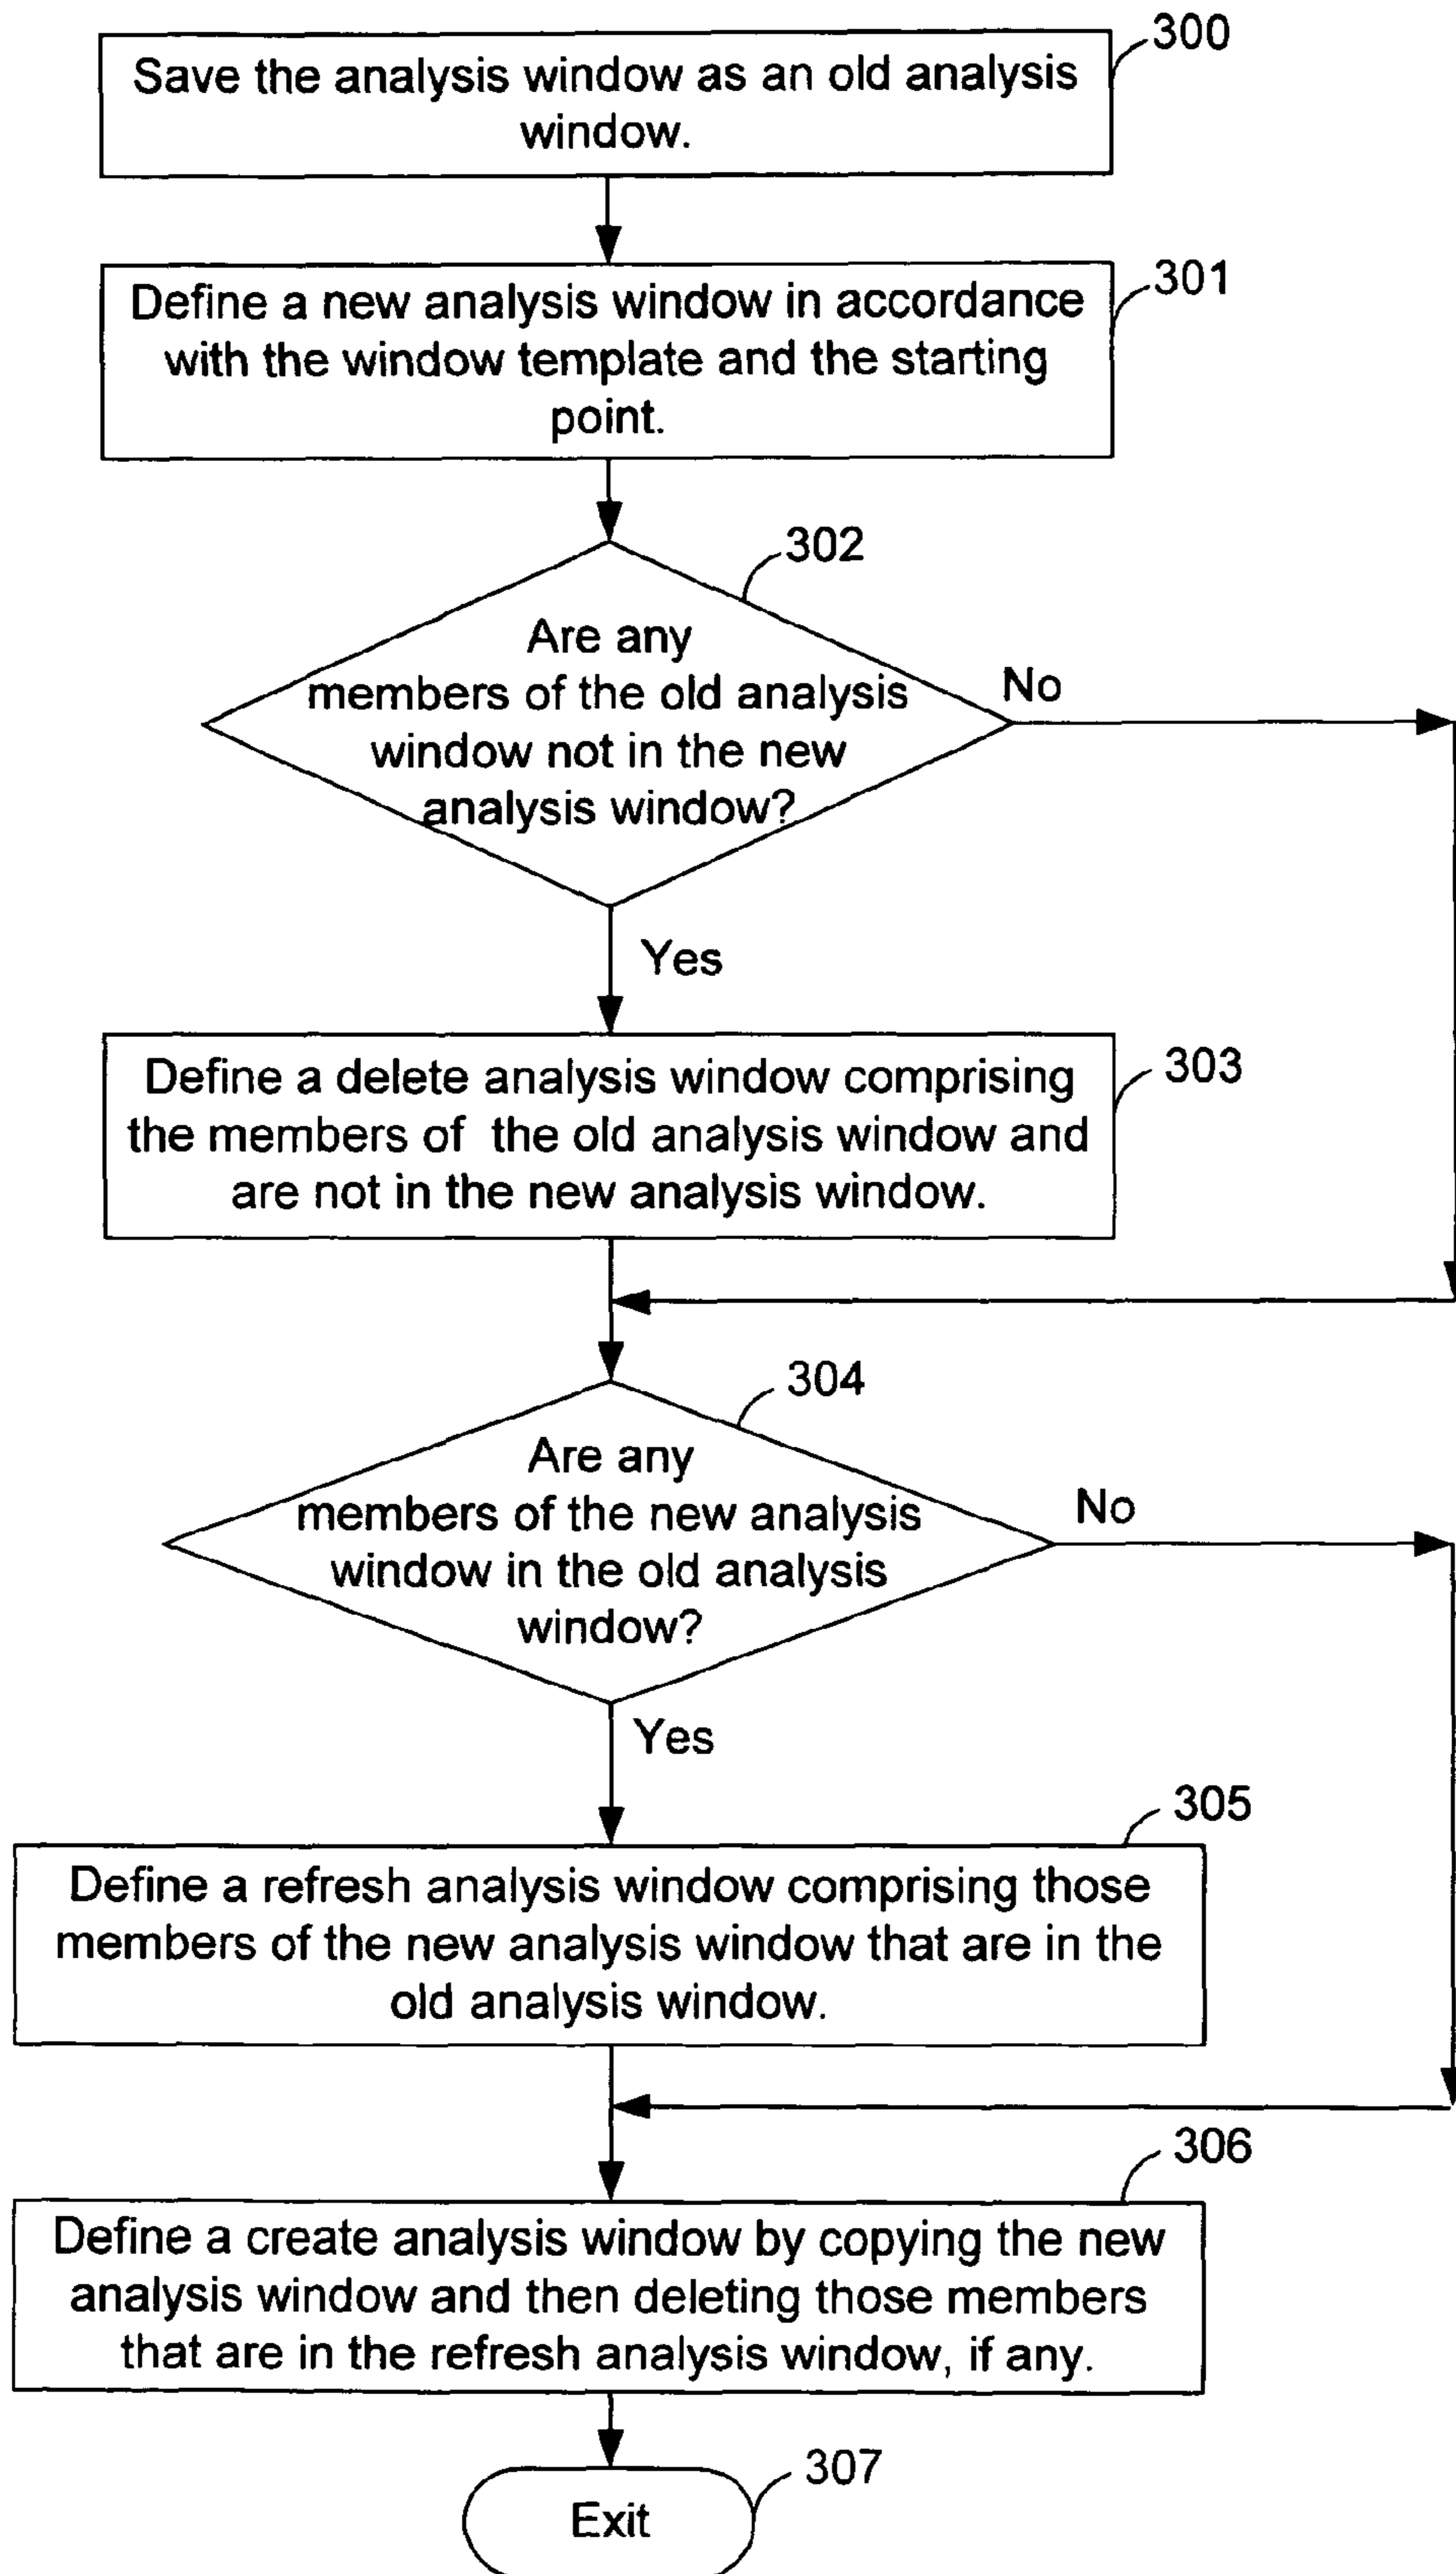 300
Save the analysis window as an old analysis
window.
301
Define a new analysis window in accordance
with the window template and the starting
point.
302
Are any
members of the old analysis
window not in the new
analysis window?
No
Yes
303
Define a delete analysis window comprising
the members of the old analysis window and
are not in the new analysis window.
304
Are any
members of the new analysis
window in the old analysis
window?
No
Yes
305
Define a refresh analysis window comprising those
members of the new analysis window that are in the
old analysis window.
306
Define a create analysis window by copying the new
analysis window and then deleting those members
that are in the refresh analysis window, if any.
307
Exit